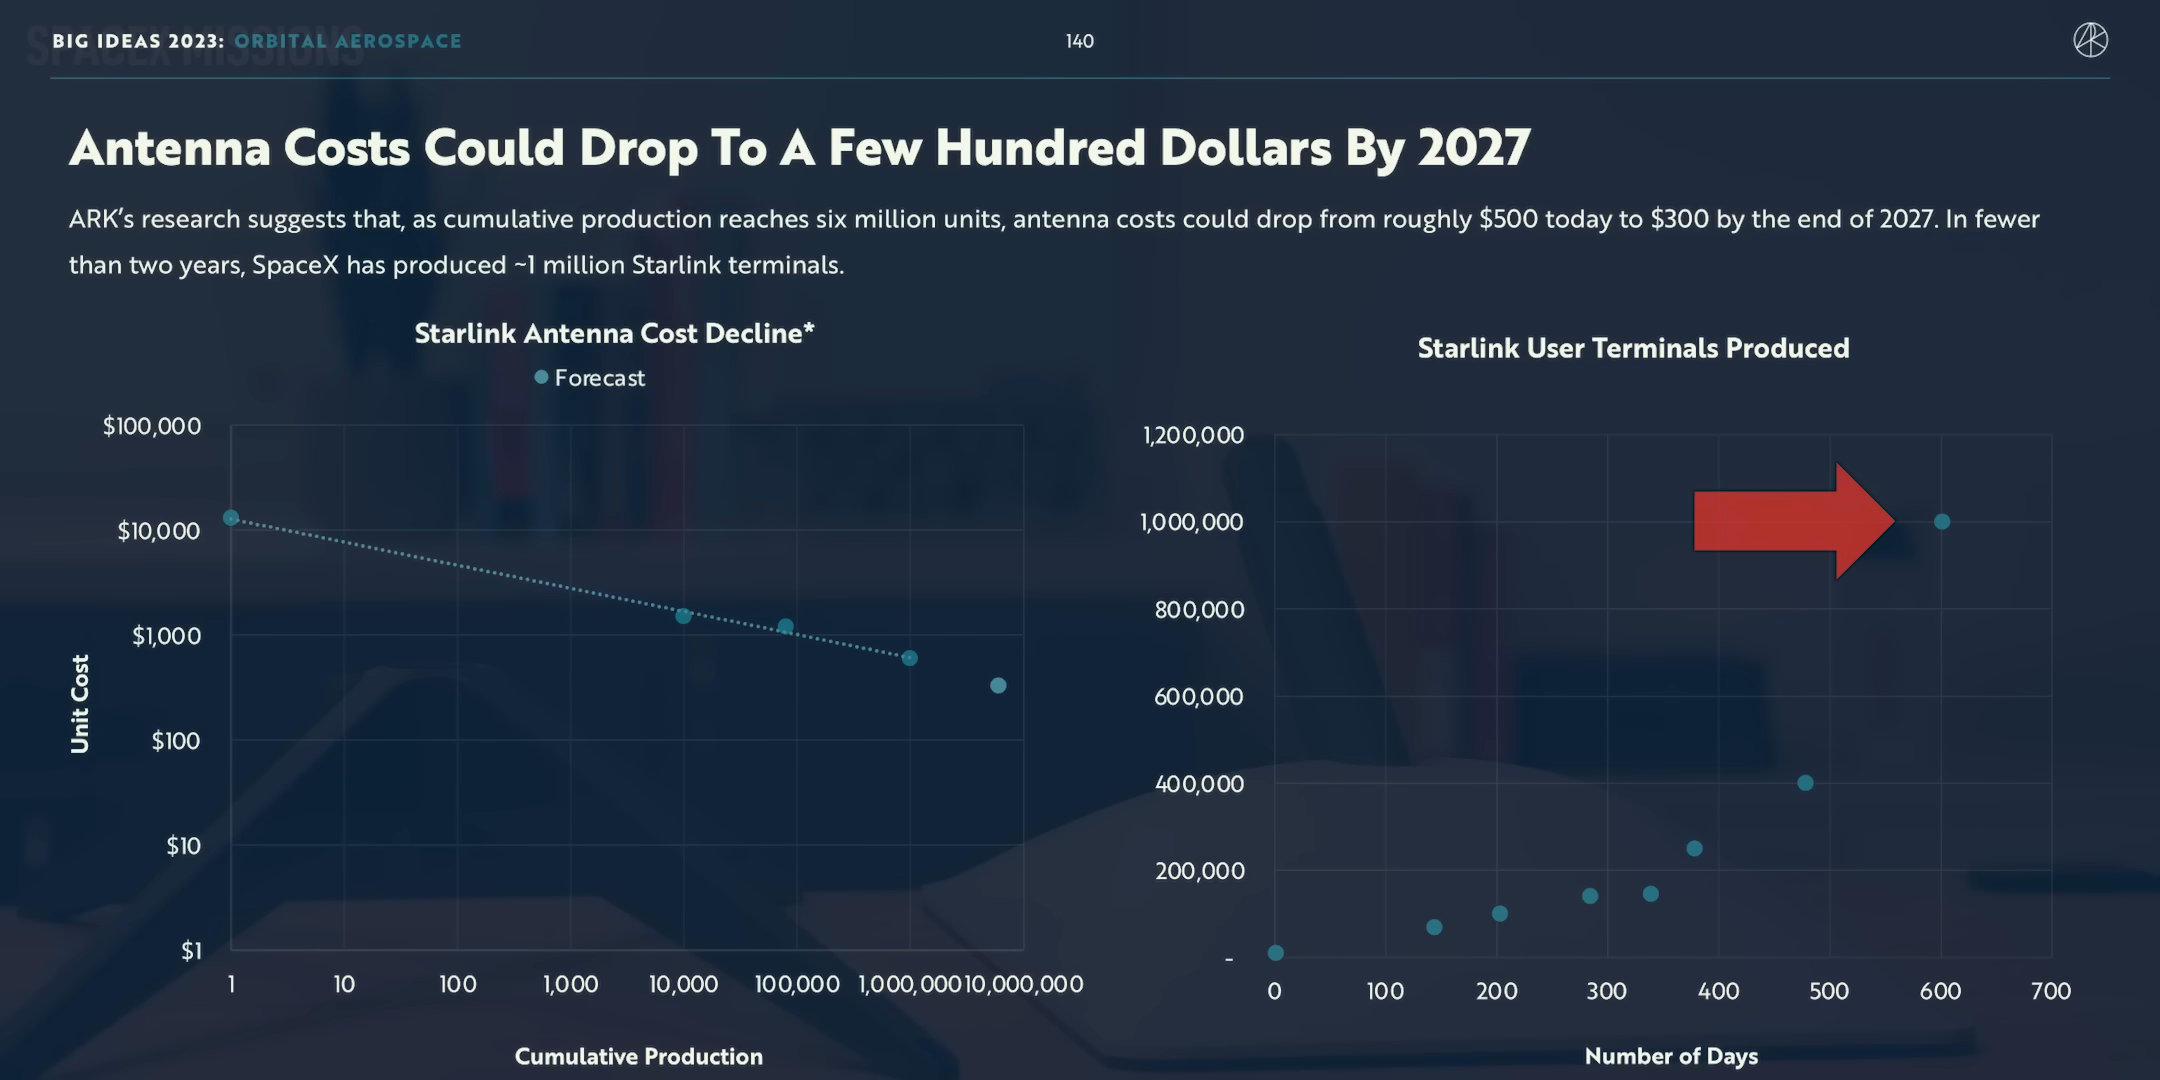 SPACEX MISSIONS
BIG IDEAS 2023: ORBITAL AEROSPACE
140
Antenna Costs Could Drop To A Few Hundred Dollars By 2027
ARK's research suggests that, as cumulative production reaches six million units, antenna costs could drop from roughly $500 today to $300 by the end of 2027. In fewer
than two years, SpaceX has produced ~1 million Starlink terminals.
Starlink Antenna Cost Decline*
Forecast
$100,000
$10,000
$1,000
$100
$10
$1
Unit Cost
1 10 100 1,000 10,000 100,000 1,000,000 10,000,000
Cumulative Production
Starlink User Terminals Produced
1,200,000
1,000,000
800,000
600,000
400,000
200,000
-
0 100 200 300 400 500 600 700
Number of Days